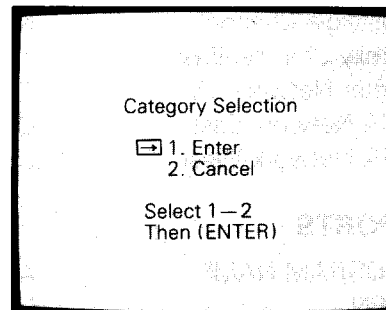 Category Selection
→ 1. Enter
2. Cancel
Select 1—2
Then (ENTER)